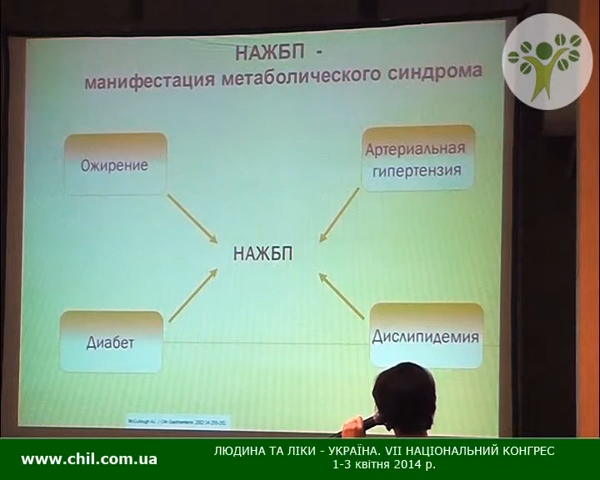 НАЖБП -
манифестация метаболического синдрома
Ожирение
Артериальная
гипертензия
НАЖБП
Диабет
Дислипидемия
www.chil.com.ua
ЛЮДИНА ТА ЛІКИ - УКРАЇНА. VII НАЦІОНАЛЬНИЙ КОНГРЕС
1-3 квітня 2014 р.